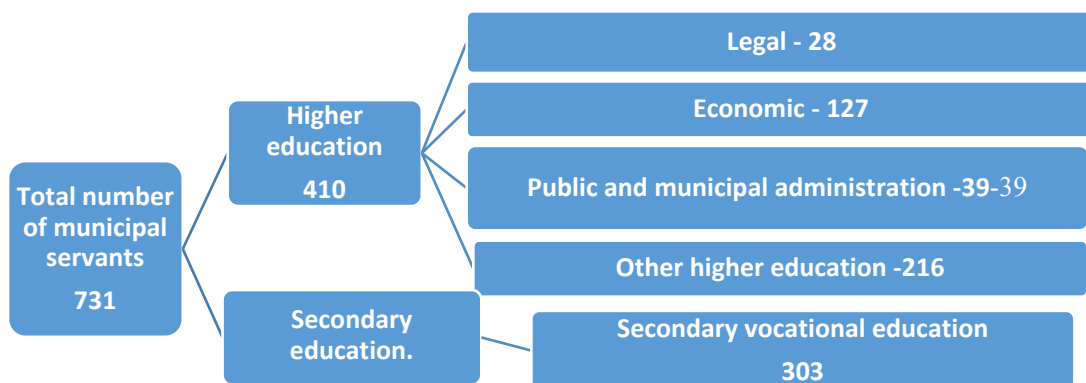 Total number
of municipal
servants
731
Higher
education
410
Legal - 28
Economic - 127
Public and municipal administration -39-39
Other higher education -216
Secondary
education.
Secondary vocational education
303